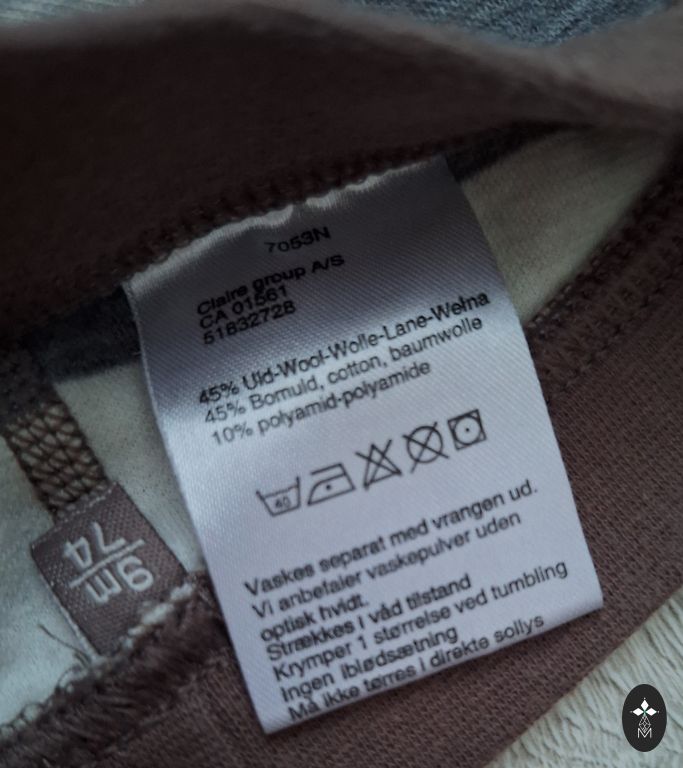 7053N
Claire group A/S
CA 01561
51832728
45% Uld-Wool-Wolle-Lane-Wełna
45% Bomuld, cotton, baumwolle
10% polyamid-polyamide
40
Vaskes separat med vrangen ud.
Vi anbefaler vaskepulver uden
optisk hvidt.
Strækkes i våd tilstand
Krymper 1 størrelse ved tumbling
Ingen Iblødsætning
Må ikke tørres i direkte sollys
9m
74